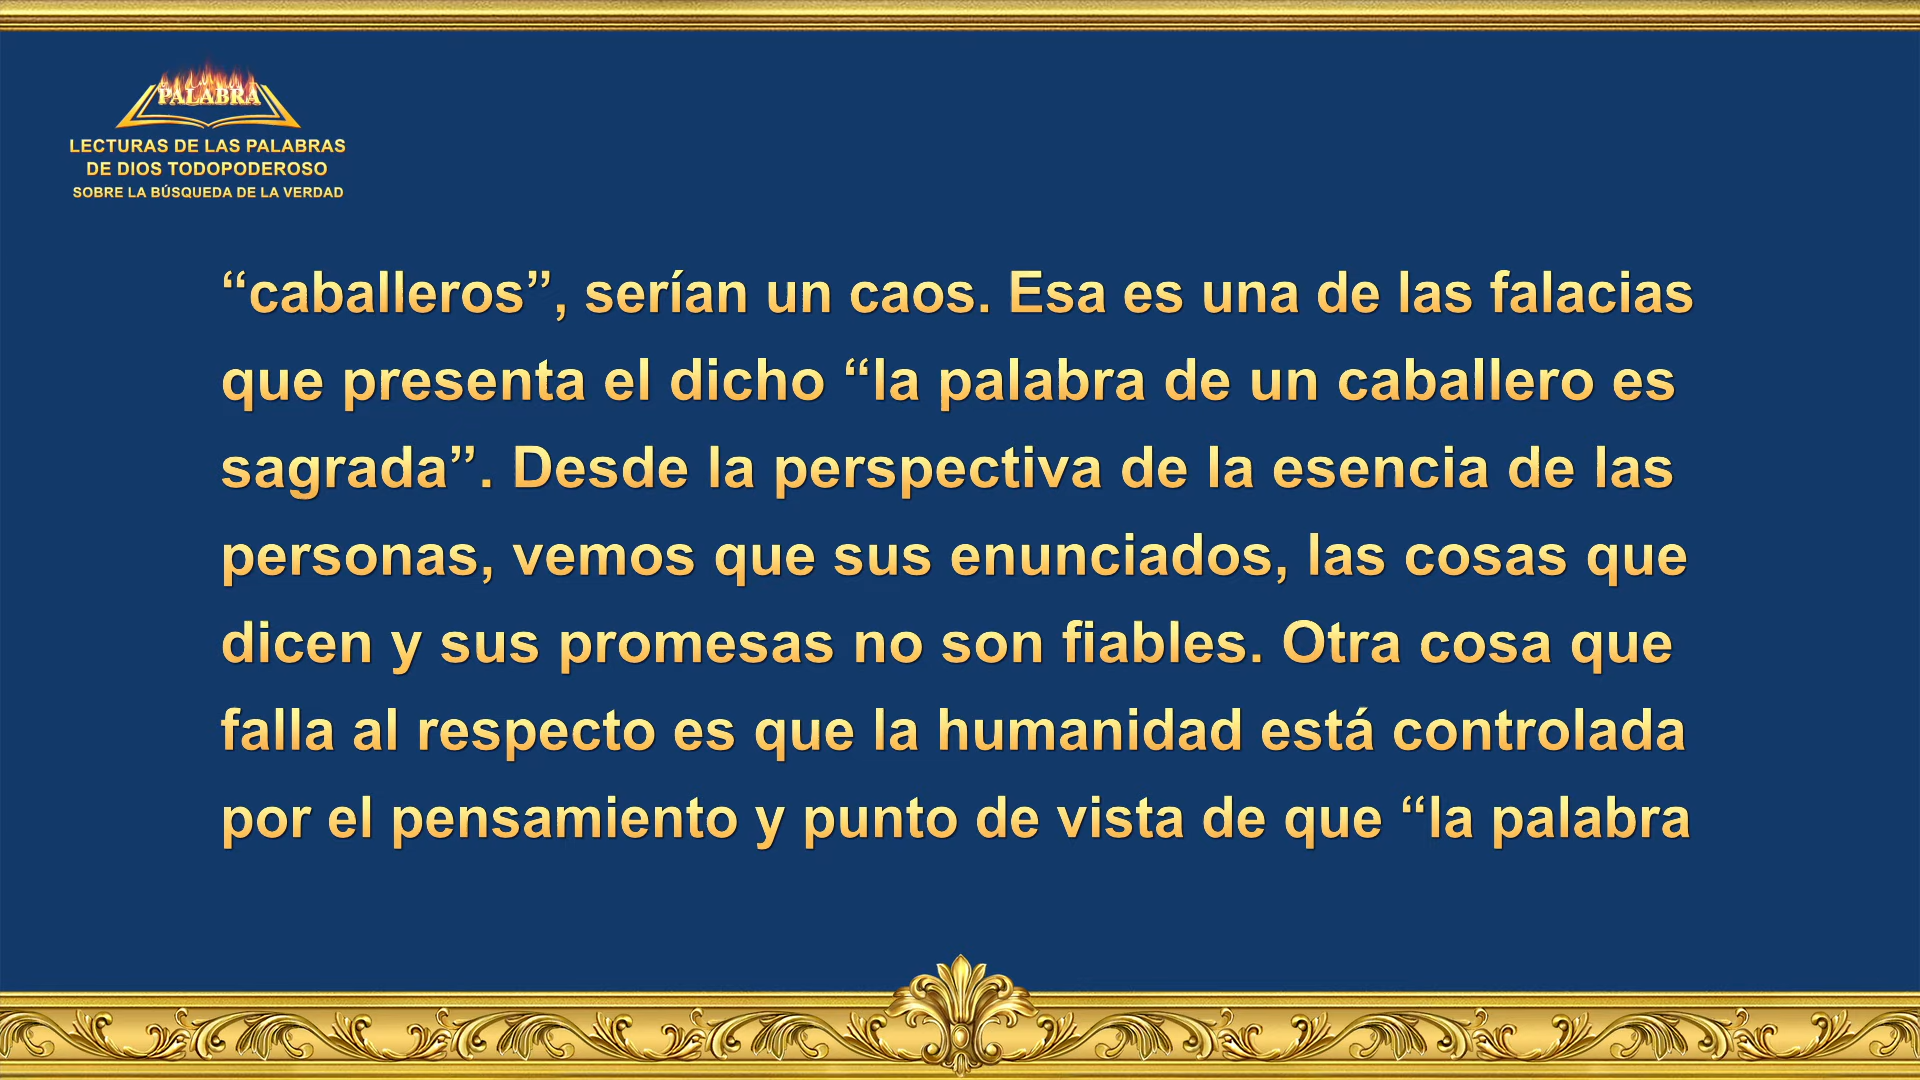 PALABRA
LECTURAS DE LAS PALABRAS
DE DIOS TODOPODEROSO
SOBRE LA BÚSQUEDA DE LA VERDAD
“caballeros”, serían un caos. Esa es una de las falacias
que presenta el dicho “la palabra de un caballero es
sagrada”. Desde la perspectiva de la esencia de las
personas, vemos que sus enunciados, las cosas que
dicen y sus promesas no son fiables. Otra cosa que
falla al respecto es que la humanidad está controlada
por el pensamiento y punto de vista de que “la palabra